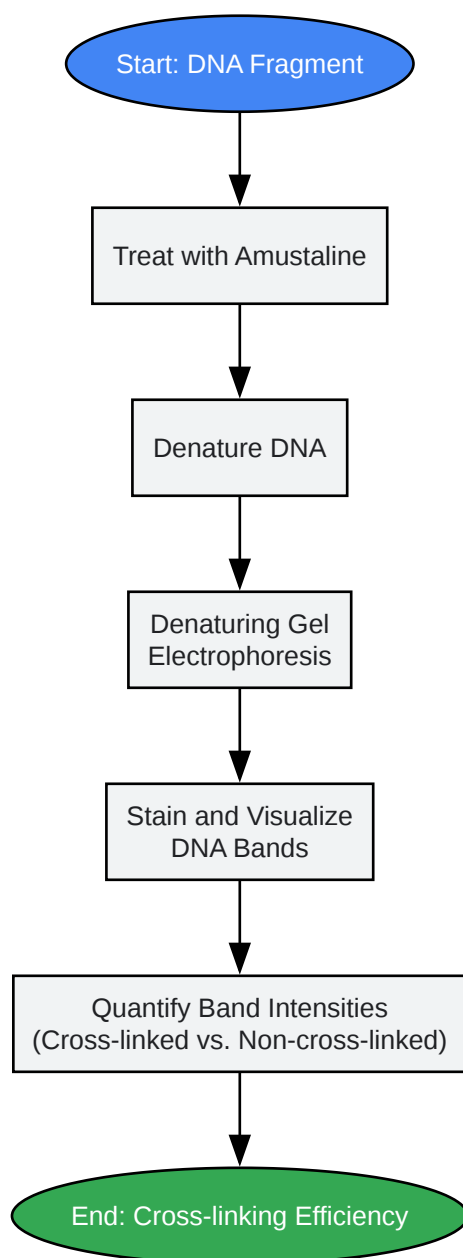 Start: DNA Fragment
Treat with Amustaline
Denature DNA
Denaturing Gel
Electrophoresis
Stain and Visualize
DNA Bands
Quantify Band Intensities
(Cross-linked vs. Non-cross-linked)
End: Cross-linking Efficiency